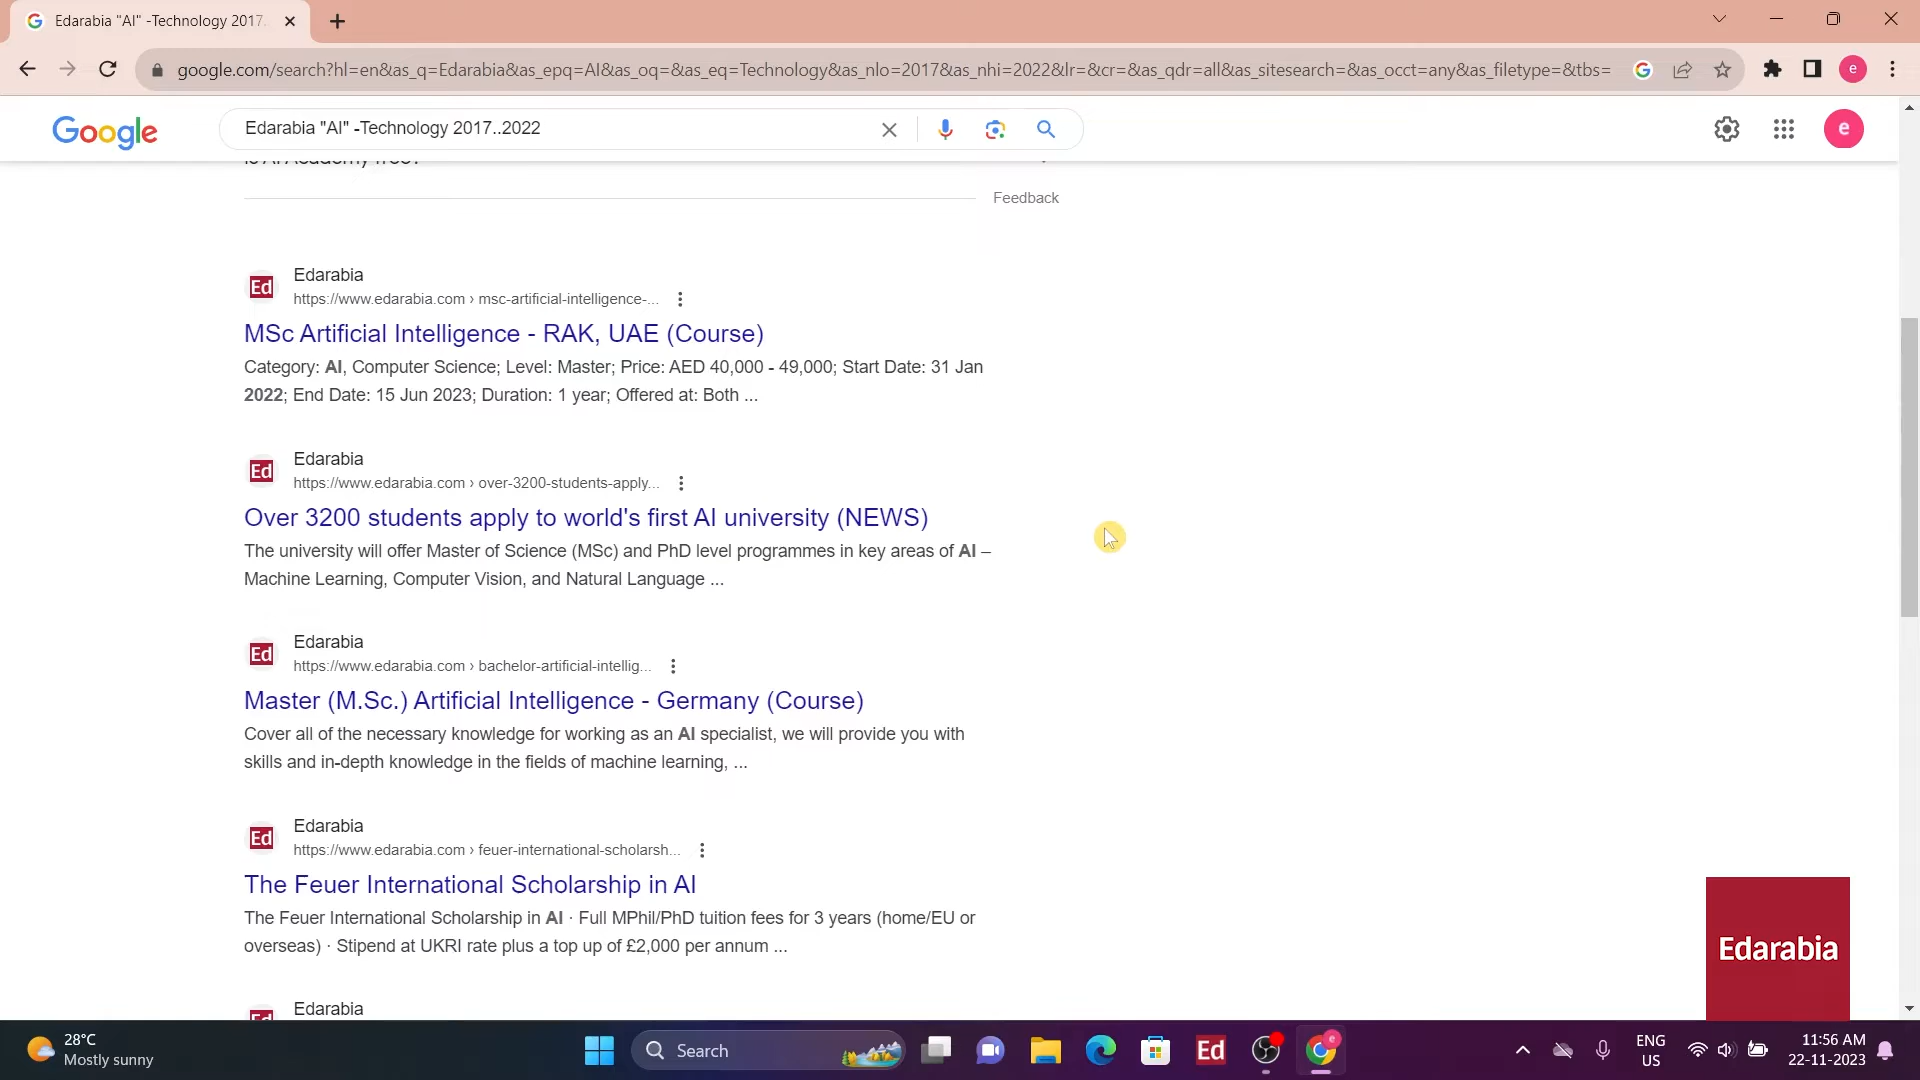 Edarabia "AI" -Technology 2017
google.com/search?hl=en&as_q=Edarabia&as_epq=AI&as_oq=&as_eq=Technology&as_nlo=2017&as_nhi=2022&lr=&cr=&as_qdr=all&as_sitesearch=&as_occt=any&as_filetype=&tbs=
e
Google
Edarabia "AI" -Technology 2017..2022
e
Is AI Academy free?
Feedback
Ed
Edarabia
https://www.edarabia.com › msc-artificial-intelligence-...
MSc Artificial Intelligence - RAK, UAE (Course)
Category: AI, Computer Science; Level: Master; Price: AED 40,000 - 49,000; Start Date: 31 Jan
2022; End Date: 15 Jun 2023; Duration: 1 year; Offered at: Both ...
Ed
Edarabia
https://www.edarabia.com › over-3200-students-apply...
Over 3200 students apply to world's first AI university (NEWS)
The university will offer Master of Science (MSc) and PhD level programmes in key areas of AI –
Machine Learning, Computer Vision, and Natural Language ...
Ed
Edarabia
https://www.edarabia.com › bachelor-artificial-intellig...
Master (M.Sc.) Artificial Intelligence - Germany (Course)
Cover all of the necessary knowledge for working as an AI specialist, we will provide you with
skills and in-depth knowledge in the fields of machine learning, ...
Ed
Edarabia
https://www.edarabia.com › feuer-international-scholarsh...
The Feuer International Scholarship in AI
The Feuer International Scholarship in AI · Full MPhil/PhD tuition fees for 3 years (home/EU or
overseas) · Stipend at UKRI rate plus a top up of £2,000 per annum ...
Edarabia
Ed
Edarabia
28°C
Mostly sunny
Search
Ed
e
ENG
US
11:56 AM
22-11-2023